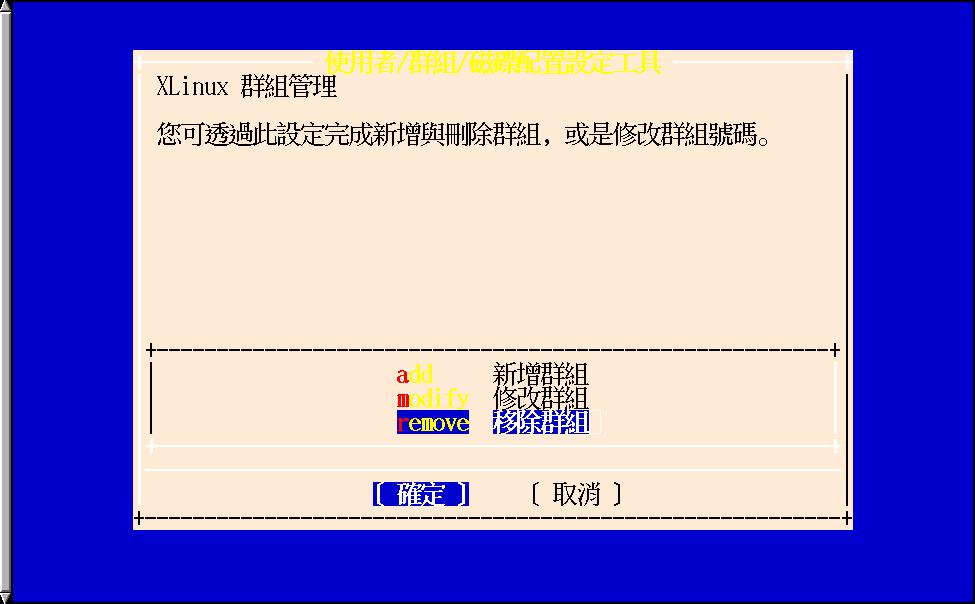 使用者/群組/磁碟配置設定工具
XLinux 群組管理
您可透過此設定完成新增與刪除群組，或是修改群組號碼。
add 新增群組
modify 修改群組
remove 移除群組
[ 確定 ] [ 取消 ]